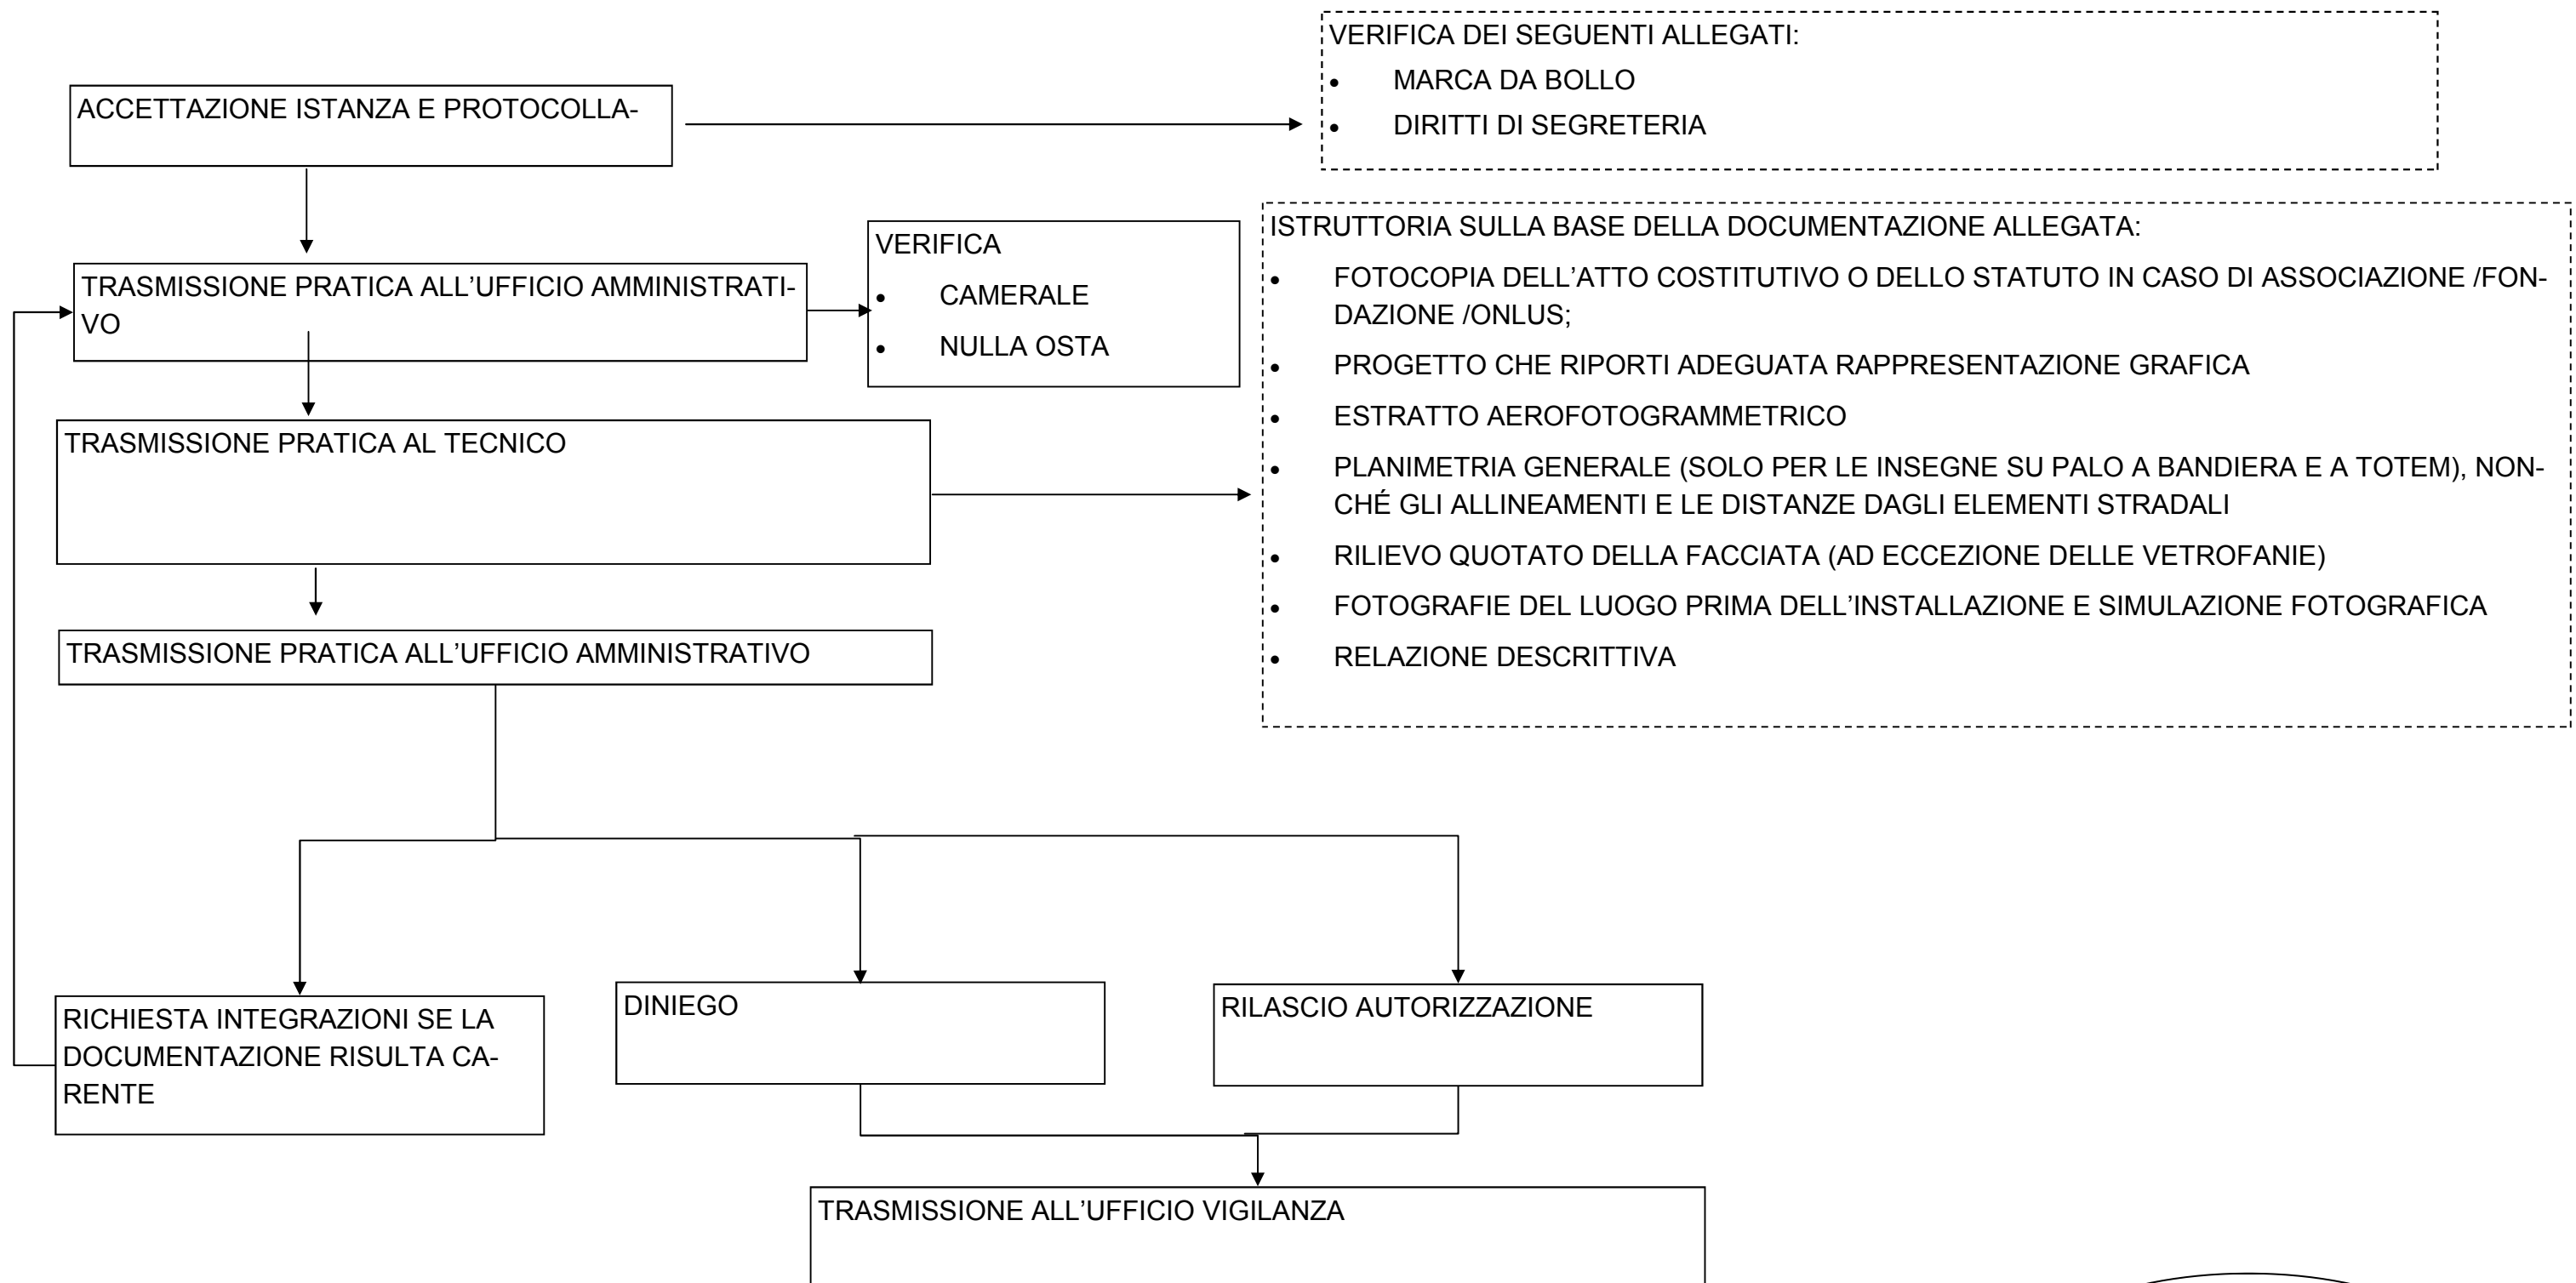 VERIFICA DEI SEGUENTI ALLEGATI:
• MARCA DA BOLLO
• DIRITTI DI SEGRETERIA
ACCETTAZIONE ISTANZA E PROTOCOLLA-
TRASMISSIONE PRATICA ALL’UFFICIO AMMINISTRATI-
VO
VERIFICA
• CAMERALE
• NULLA OSTA
ISTRUTTORIA SULLA BASE DELLA DOCUMENTAZIONE ALLEGATA:
• FOTOCOPIA DELL’ATTO COSTITUTIVO O DELLO STATUTO IN CASO DI ASSOCIAZIONE /FON-
DAZIONE /ONLUS;
• PROGETTO CHE RIPORTI ADEGUATA RAPPRESENTAZIONE GRAFICA
• ESTRATTO AEROFOTOGRAMMETRICO
• PLANIMETRIA GENERALE (SOLO PER LE INSEGNE SU PALO A BANDIERA E A TOTEM), NON-
CHÉ GLI ALLINEAMENTI E LE DISTANZE DAGLI ELEMENTI STRADALI
• RILIEVO QUOTATO DELLA FACCIATA (AD ECCEZIONE DELLE VETROFANIE)
• FOTOGRAFIE DEL LUOGO PRIMA DELL’INSTALLAZIONE E SIMULAZIONE FOTOGRAFICA
• RELAZIONE DESCRITTIVA
TRASMISSIONE PRATICA AL TECNICO
TRASMISSIONE PRATICA ALL’UFFICIO AMMINISTRATIVO
RICHIESTA INTEGRAZIONI SE LA
DOCUMENTAZIONE RISULTA CA-
RENTE
DINIEGO
RILASCIO AUTORIZZAZIONE
TRASMISSIONE ALL’UFFICIO VIGILANZA